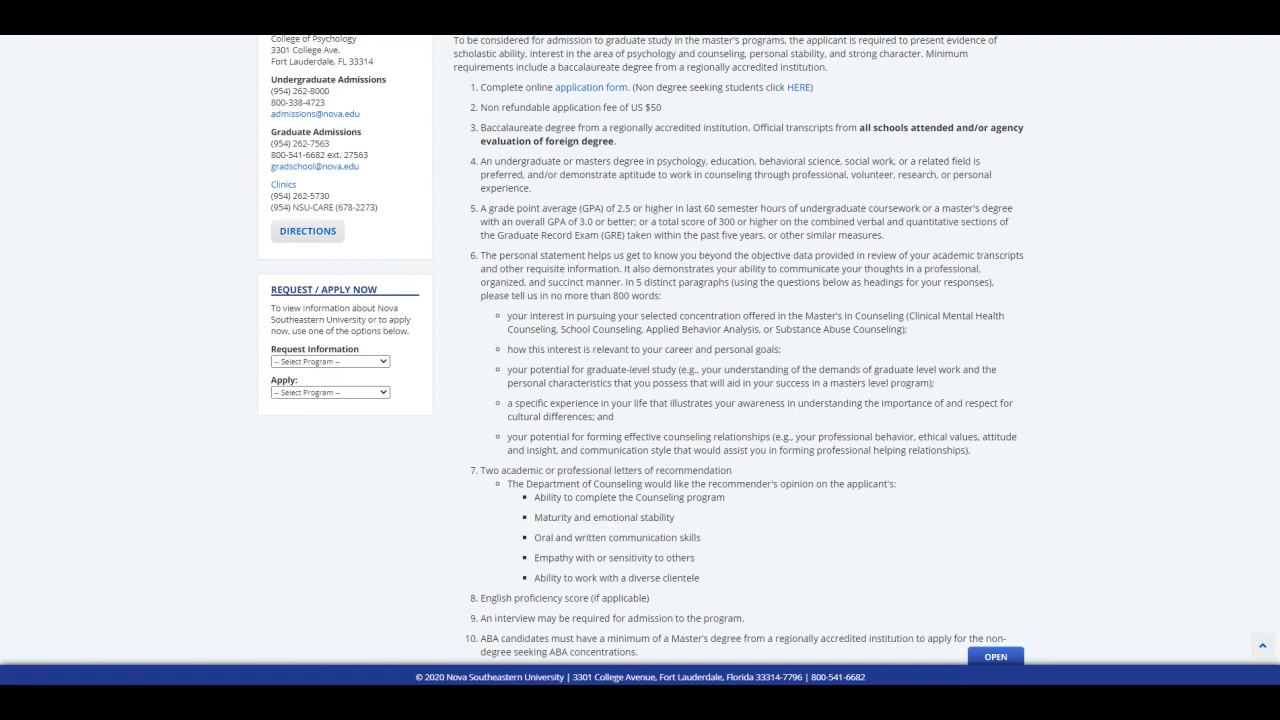 College of Psychology
3301 College Ave.
Fort Lauderdale, FL 33314
Undergraduate Admissions
(954) 262-8000
800-338-4723
admissions@nova.edu
Graduate Admissions
(954) 262-7563
800-541-6682 ext. 27563
gradschool@nova.edu
Clinics
(954) 262-5730
(954) NSU-CARE (678-2273)
DIRECTIONS
REQUEST / APPLY NOW
To view information about Nova
Southeastern University or to apply
now, use one of the options below.
Request Information
-- Select Program --
Apply:
-- Select Program --
To be considered for admission to graduate study in the master's programs, the applicant is required to present evidence of
scholastic ability, interest in the area of psychology and counseling, personal stability, and strong character. Minimum
requirements include a baccalaureate degree from a regionally accredited institution.
1. Complete online application form. (Non degree seeking students click HERE)
2. Non refundable application fee of US $50
3. Baccalaureate degree from a regionally accredited institution. Official transcripts from all schools attended and/or agency
evaluation of foreign degree.
4. An undergraduate or masters degree in psychology, education, behavioral science, social work, or a related field is
preferred, and/or demonstrate aptitude to work in counseling through professional, volunteer, research, or personal
experience.
5. A grade point average (GPA) of 2.5 or higher in last 60 semester hours of undergraduate coursework or a master's degree
with an overall GPA of 3.0 or better; or a total score of 300 or higher on the combined verbal and quantitative sections of
the Graduate Record Exam (GRE) taken within the past five years, or other similar measures.
6. The personal statement helps us get to know you beyond the objective data provided in review of your academic transcripts
and other requisite information. It also demonstrates your ability to communicate your thoughts in a professional,
organized, and succinct manner. In 5 distinct paragraphs (using the questions below as headings for your responses),
please tell us in no more than 800 words:
your interest in pursuing your selected concentration offered in the Master's in Counseling (Clinical Mental Health
Counseling, School Counseling, Applied Behavior Analysis, or Substance Abuse Counseling);
how this interest is relevant to your career and personal goals;
your potential for graduate-level study (e.g., your understanding of the demands of graduate level work and the
personal characteristics that you possess that will aid in your success in a masters level program);
a specific experience in your life that illustrates your awareness in understanding the importance of and respect for
cultural differences; and
your potential for forming effective counseling relationships (e.g., your professional behavior, ethical values, attitude
and insight, and communication style that would assist you in forming professional helping relationships).
7. Two academic or professional letters of recommendation
The Department of Counseling would like the recommender's opinion on the applicant's:
Ability to complete the Counseling program
Maturity and emotional stability
Oral and written communication skills
Empathy with or sensitivity to others
Ability to work with a diverse clientele
8. English proficiency score (if applicable)
9. An interview may be required for admission to the program.
10. ABA candidates must have a minimum of a Master's degree from a regionally accredited institution to apply for the non-
degree seeking ABA concentrations.
OPEN
© 2020 Nova Southeastern University | 3301 College Avenue, Fort Lauderdale, Florida 33314-7796 | 800-541-6682